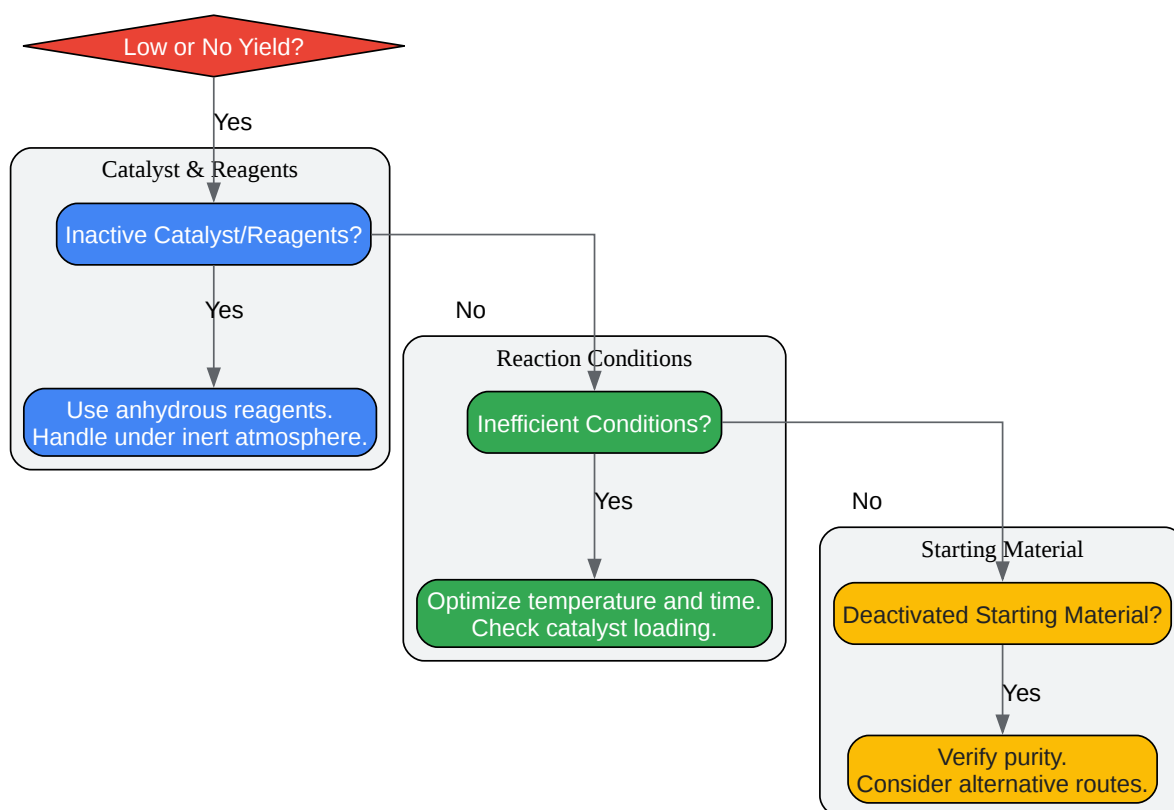 Low or No Yield?
Yes
Catalyst & Reagents
Inactive Catalyst/Reagents?
Yes
No
Use anhydrous reagents.
Handle under inert atmosphere.
Reaction Conditions
Inefficient Conditions?
Yes
No
Optimize temperature and time.
Check catalyst loading.
Starting Material
Deactivated Starting Material?
Yes
Verify purity.
Consider alternative routes.